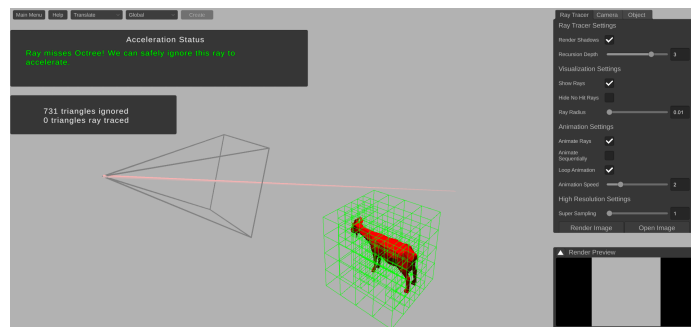 Main Menu Help Translate Global Create
Acceleration Status
Ray misses Octree! We can safely ignore this ray to
accelerate.
731 triangles ignored
0 triangles ray traced
Ray Tracer Camera Object
Ray Tracer Settings
Render Shadows
Recursion Depth 3
Visualization Settings
Show Rays
Hide No Hit Rays
Ray Radius 0.01
Animation Settings
Animate Rays
Animate
Sequentially
Loop Animation
Animation Speed 2
High Resolution Settings
Super Sampling 1
Render Image Open Image
Render Preview